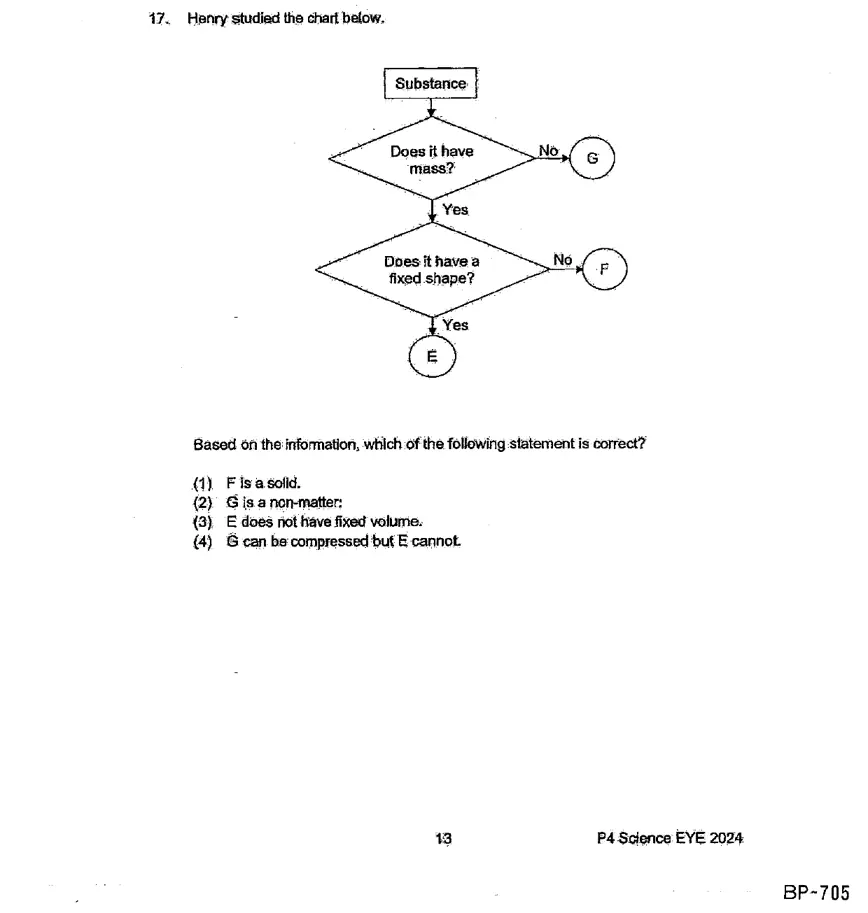 17. Henry studied the chart below.
Substance
Does it have
mass?
No
G
Yes
Does it have a
fixed shape?
No
F
Yes
E
Based on the information, which of the following statement is correct?
(1) F is a solid.
(2) G is a non-matter.
(3) E does not have fixed volume.
(4) G can be compressed but E cannot.
13
P4 Science EYE 2024
BP-705